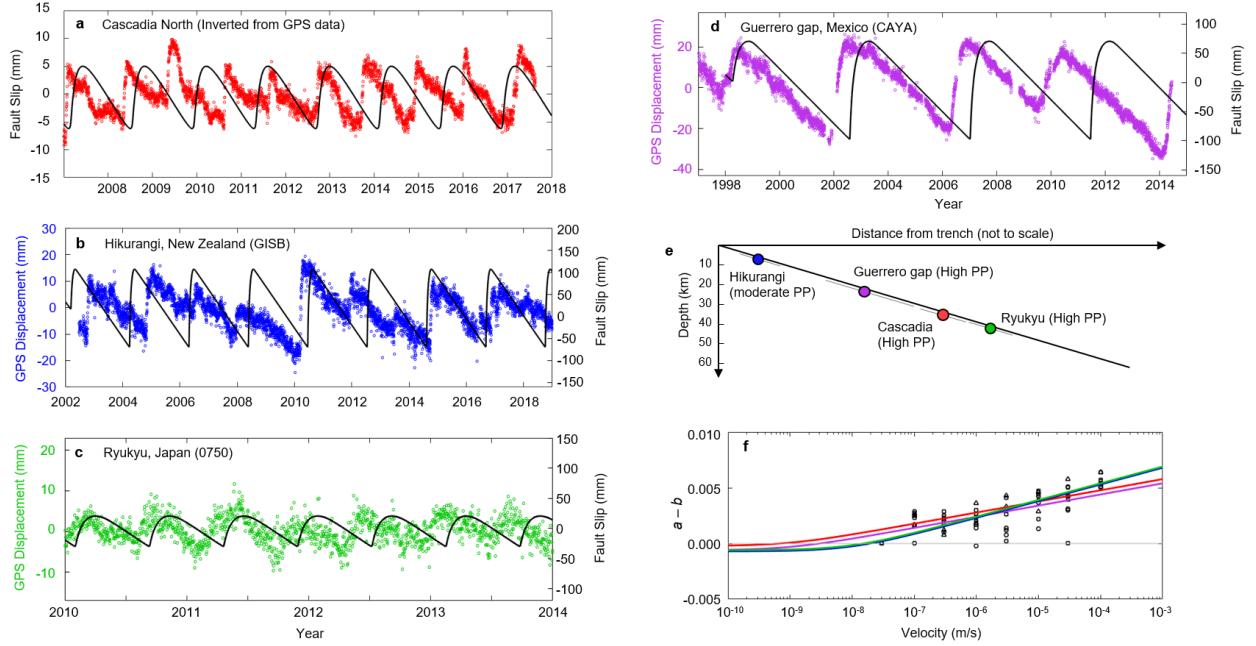 a Cascadia North (Inverted from GPS data)
Fault Slip (mm)
15
10
5
0
-5
-10
15
2008 2009 2010 2011 2012 2013 2014 2015 2016 2017 2018
b Hikurangi, New Zealand (GISB)
GPS Displacement (mm)
30
20
10
0
-10
-20
-30
200
150
100
50
0
-50
-100
-150
Fault Slip (mm)
2002 2004 2006 2008 2010 2012 2014 2016 2018
c Ryukyu, Japan (0750)
GPS Displacement (mm)
20
10
0
-10
150
100
50
0
-50
-100
Fault Slip (mm)
2010 2011 2012 2013 2014
Year
d Guerrero gap, Mexico (CAYA)
GPS Displacement (mm)
40
20
0
-20
-40
100
50
0
-50
-100
-150
Fault Slip (mm)
1998 2000 2002 2004 2006 2008 2010 2012 2014
Year
e
Distance from trench (not to scale)
Depth (km)
10
20
30
40
50
60
Hikurangi
(moderate PP)
Guerrero gap (High PP)
Cascadia
(High PP)
Ryukyu (High PP)
f
a – b
0.010
0.005
0.000
-0.005
10⁻¹⁰ 10⁻⁹ 10⁻⁸ 10⁻⁷ 10⁻⁶ 10⁻⁵ 10⁻⁴ 10⁻³
Velocity (m/s)